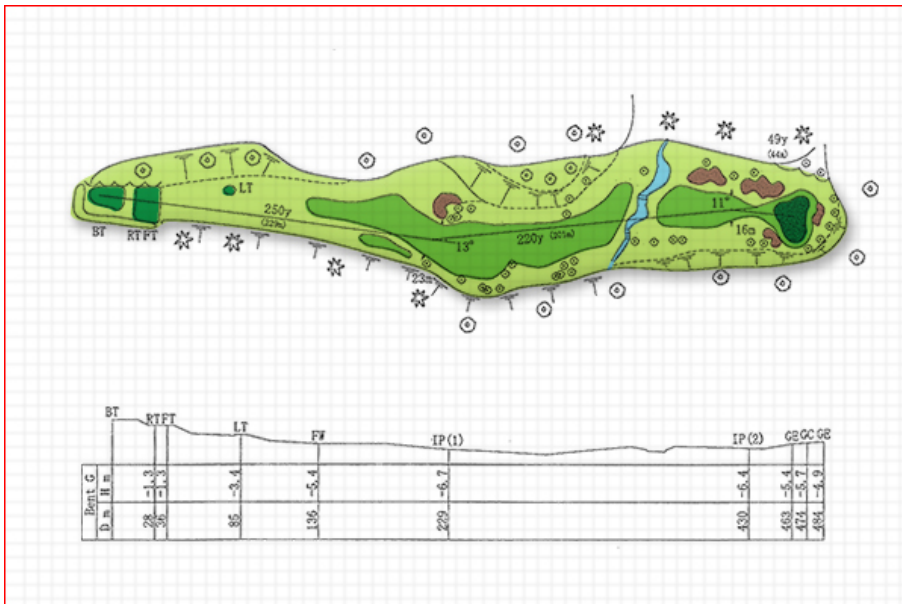 49y
(44m)
LT
250y
(229m)
11°
BT
RT
FT
13°
220y
(201m)
16m
23m
BT
RT
FT
LT
FW
IP(1)
IP(2)
GE
GC
GE
Bent G
H m
-1.3
-1.3
-3.4
-5.4
-6.7
-6.4
-5.4
-5.7
-4.9
D m
28
36
85
136
229
430
463
474
484